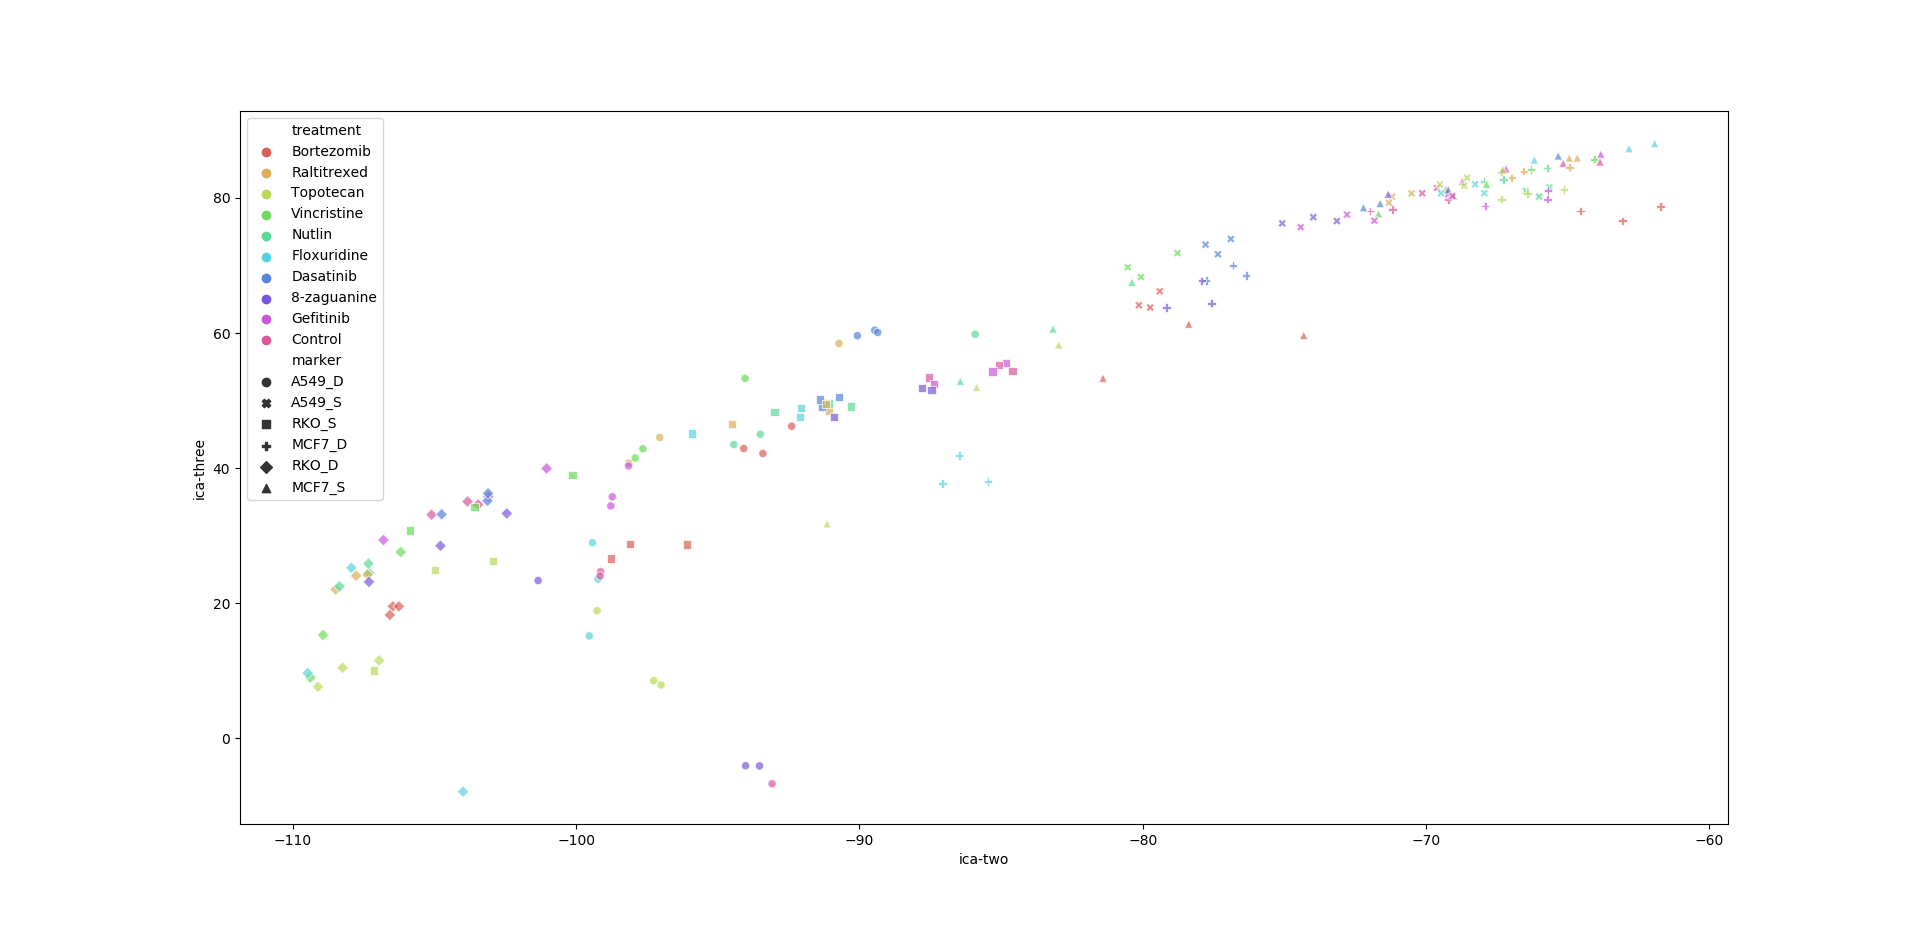 treatment
Bortezomib
Raltitrexed
Topotecan
Vincristine
Nutlin
Floxuridine
Dasatinib
8-zaguanine
Gefitinib
Control
marker
A549_D
A549_S
RKO_S
MCF7_D
RKO_D
MCF7_S
80
60
40
20
0
ica-three
−110 −100 −90 −80 −70 −60
ica-two